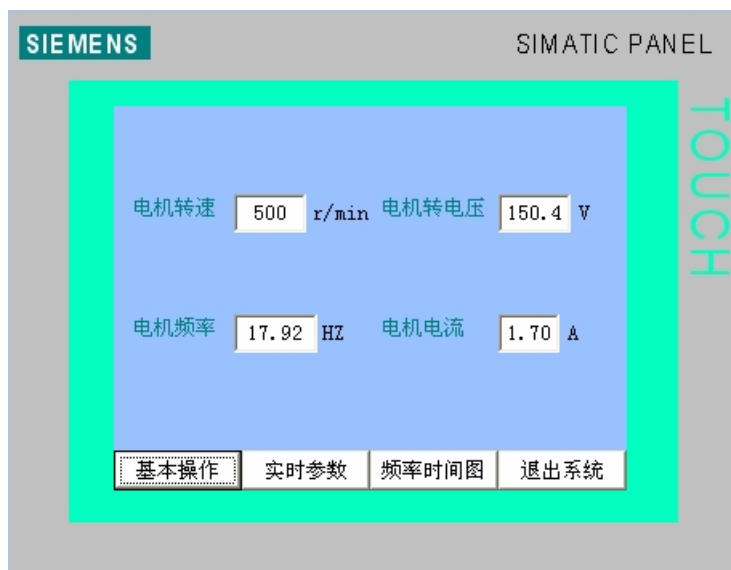 SIEMENS
SIMATIC PANEL
TOUCH
电机转速 500 r/min 电机转电压 150.4 V
电机频率 17.92 HZ 电机电流 1.70 A
基本操作 实时参数 频率时间图 退出系统